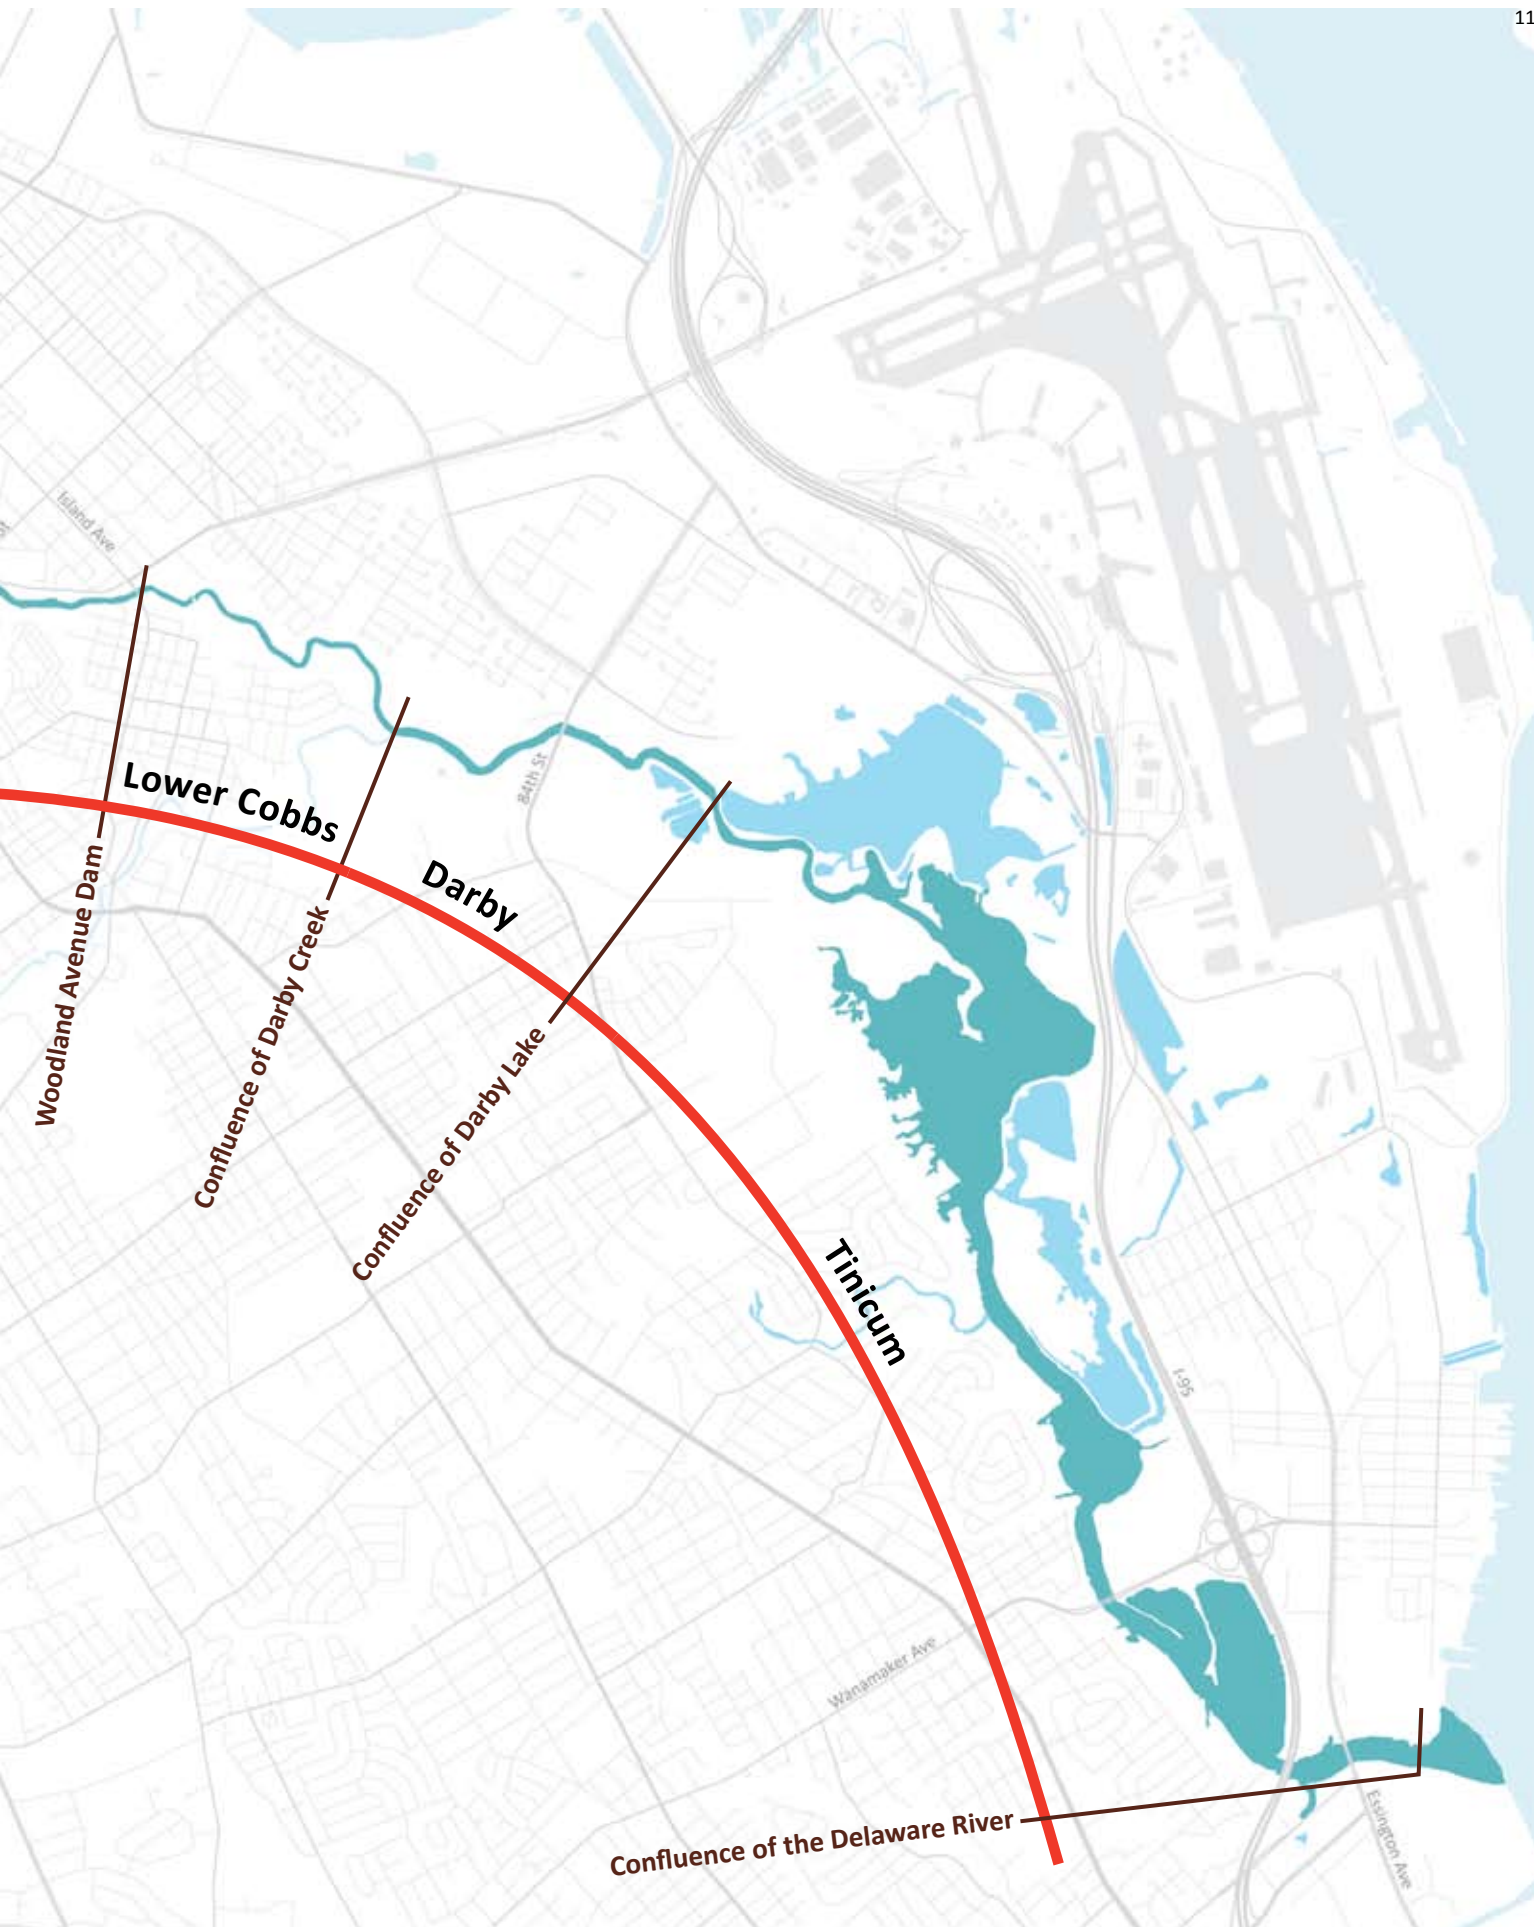 11
Island Ave
84th St
Lower Cobbs
Darby
Woodland Avenue Dam
Confluence of Darby Creek
Confluence of Darby Lake
Tinicum
I-95
Wanamaker Ave
Confluence of the Delaware River
Essington Ave